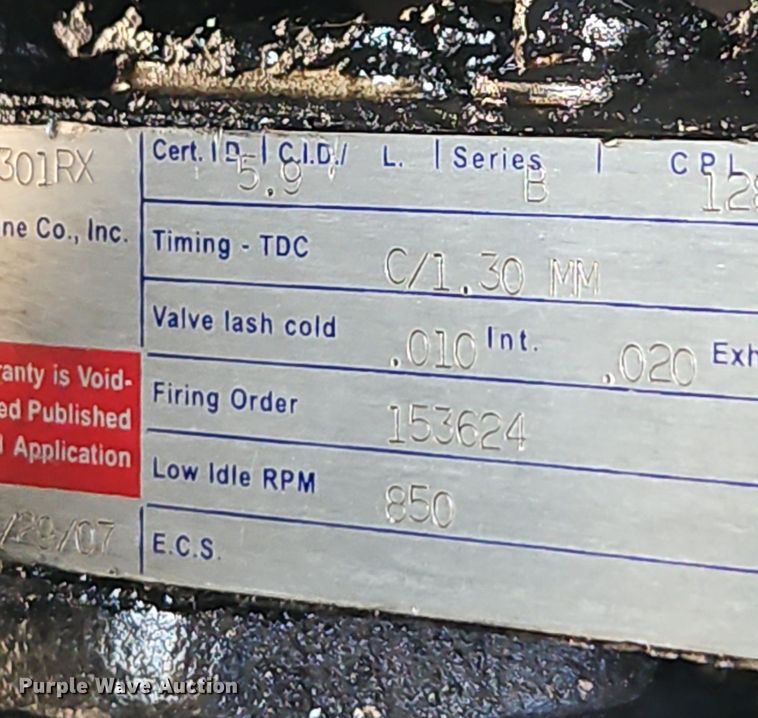 301RX
Cert. I.D. | C.I.D./ L. | Series | CPL
5.9 B
ne Co., Inc.
Timing - TDC C/1.30 MM
Valve lash cold .010 Int. .020 Exh
ranty is Void-
ed Published
Application
Firing Order 153624
Low Idle RPM 850
/29/07
E.C.S.
Purple Wave Auction